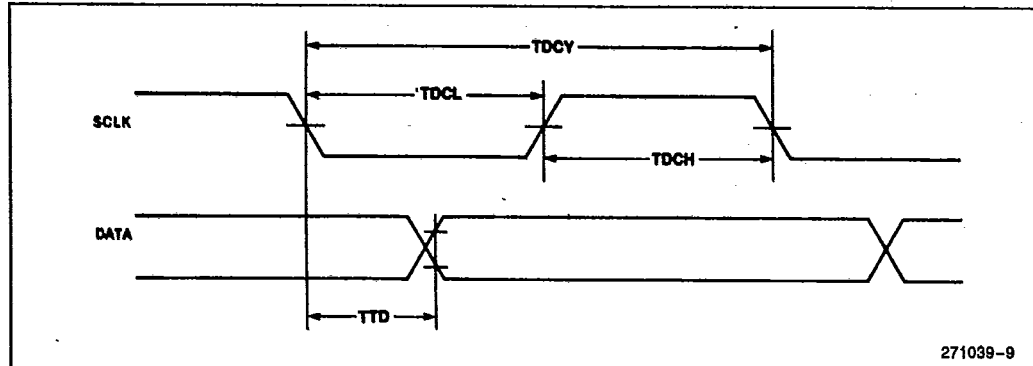 TDCY
TDCL
SCLK
TDCH
DATA
TTD
271039-9